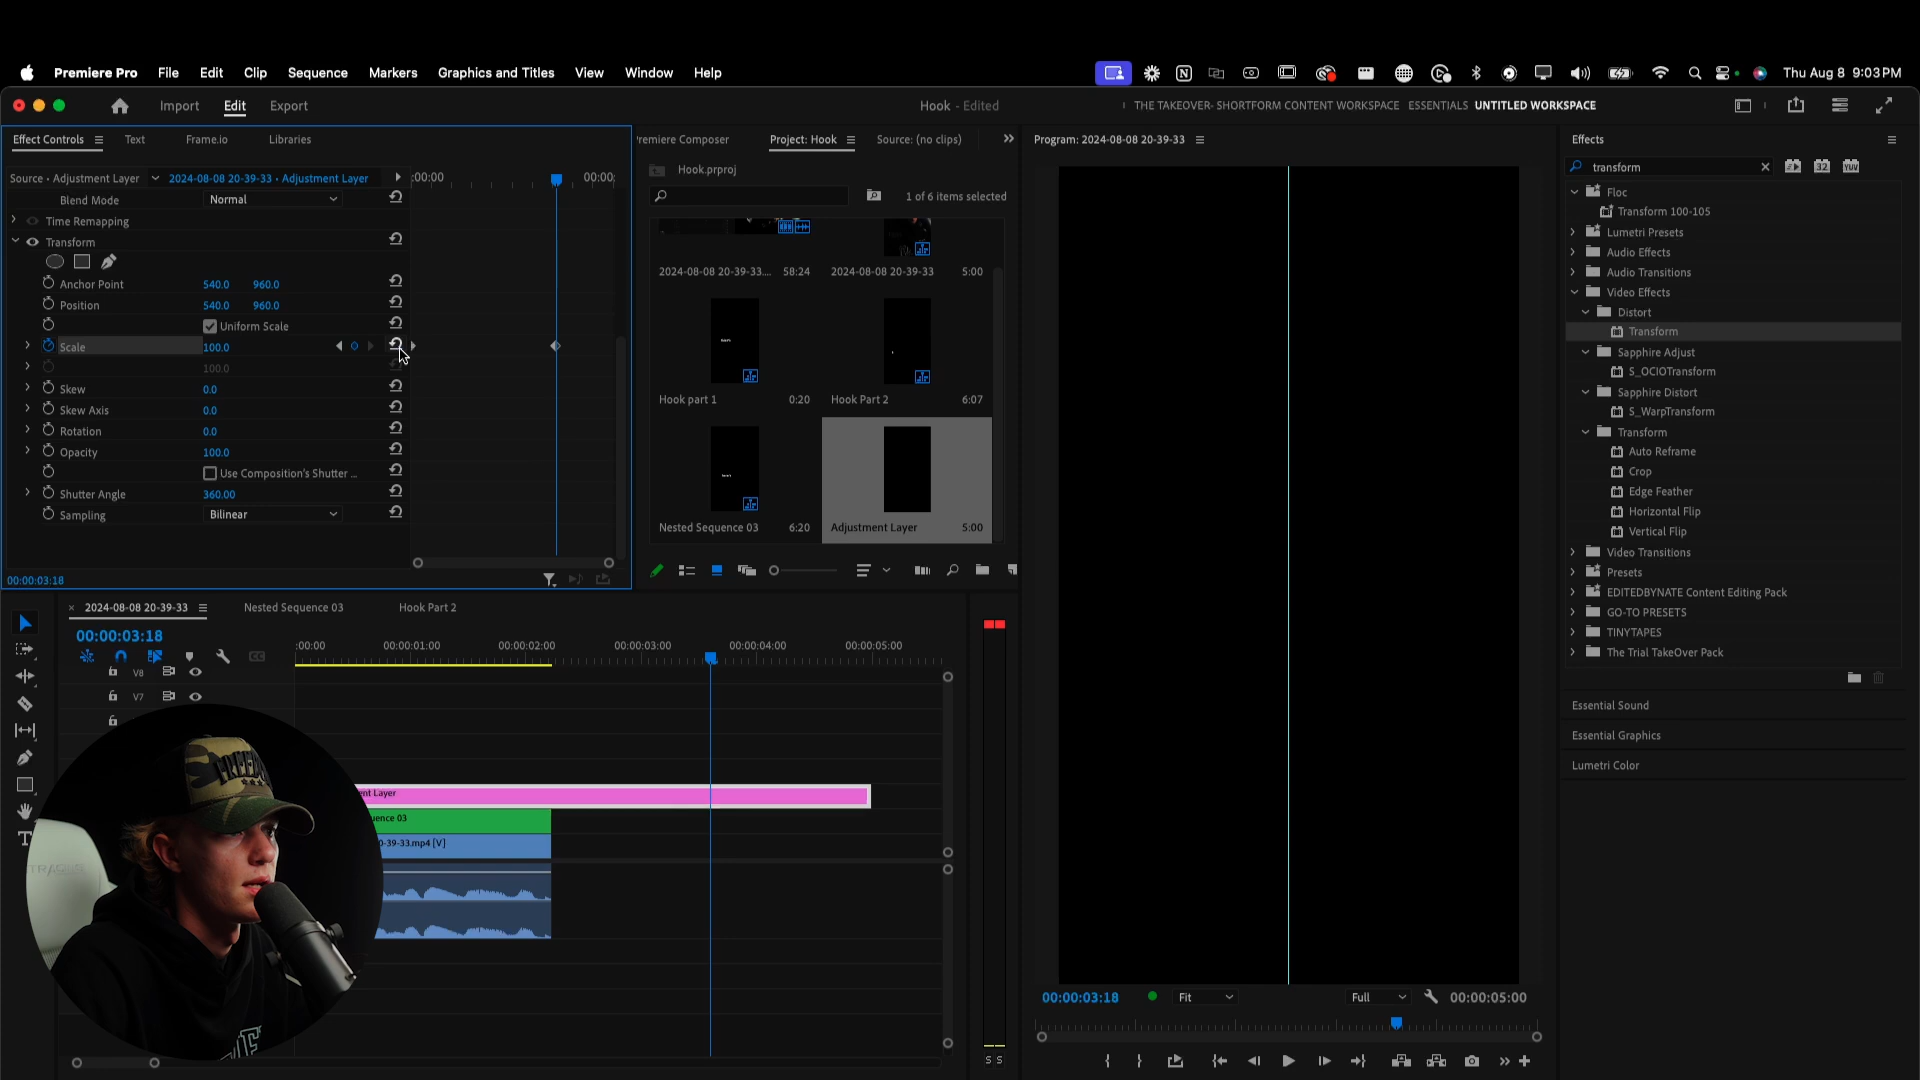 Premiere Pro File Edit Clip Sequence Markers Graphics and Titles View Window Help Thu Aug 8 9:03 PM
Import Edit Export
Hook - Edited
THE TAKEOVER- SHORTFORM CONTENT WORKSPACE ESSENTIALS UNTITLED WORKSPACE
Effect Controls Text Frame.io Libraries
Source • Adjustment Layer 2024-08-08 20-39-33 • Adjustment Layer
:00:00 00:00:
Blend Mode Normal
Time Remapping
Transform
Anchor Point 540.0 960.0
Position 540.0 960.0
Uniform Scale
Scale 100.0
100.0
Skew 0.0
Skew Axis 0.0
Rotation 0.0
Opacity 100.0
Use Composition's Shutter ...
Shutter Angle 360.00
Sampling Bilinear
00:00:03:18
remiere Composer Project: Hook Source: (no clips)
Hook.prproj
1 of 6 items selected
2024-08-08 20-39-33.... 58:24
2024-08-08 20-39-33 5:00
Hook part 1 0:20
Hook Part 2 6:07
Nested Sequence 03 6:20
Adjustment Layer 5:00
Program: 2024-08-08 20-39-33
00:00:03:18 Fit Full 00:00:05:00
Effects
transform
32 YUV
Floc
Transform 100-105
Lumetri Presets
Audio Effects
Audio Transitions
Video Effects
Distort
Transform
Sapphire Adjust
S_OCIOTransform
Sapphire Distort
S_WarpTransform
Transform
Auto Reframe
Crop
Edge Feather
Horizontal Flip
Vertical Flip
Video Transitions
Presets
EDITEDBYNATE Content Editing Pack
GO-TO PRESETS
TINYTAPES
The Trial TakeOver Pack
Essential Sound
Essential Graphics
Lumetri Color
2024-08-08 20-39-33 Nested Sequence 03 Hook Part 2
00:00:03:18
:00:00 00:00:01:00 00:00:02:00 00:00:03:00 00:00:04:00 00:00:05:00
V8
V7
ent Layer
uence 03
0-39-33.mp4 [V]
S S